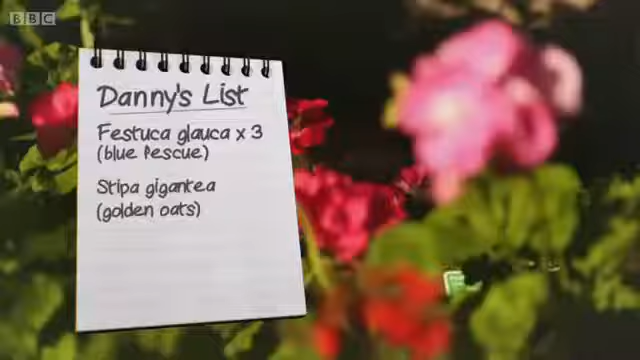 BBC
Danny's List
Festuca glauca x 3
(blue fescue)
Stipa gigantea
(golden oats)